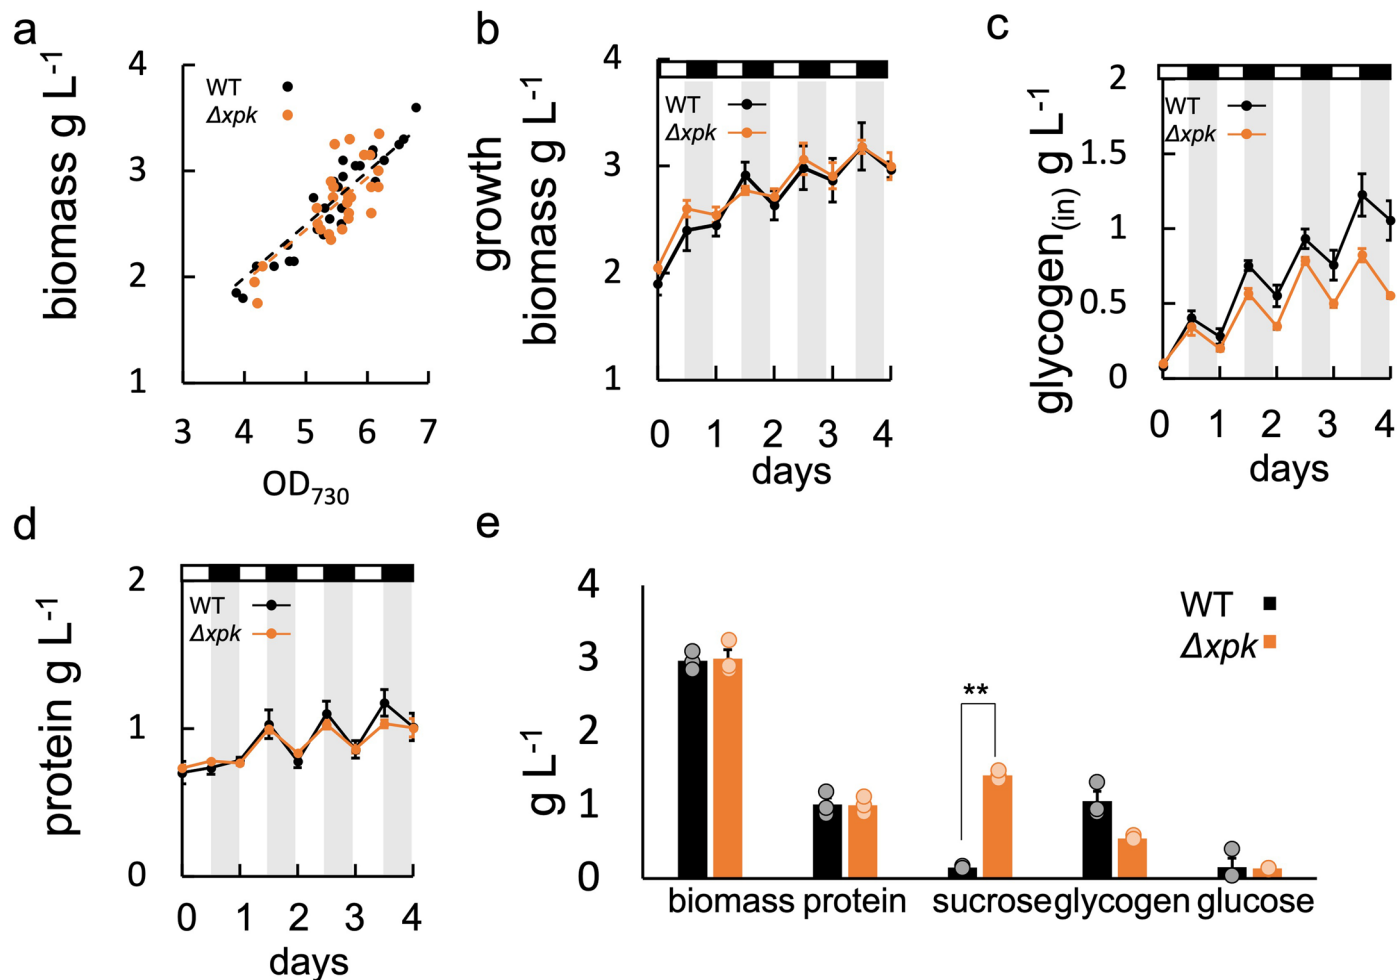 a
biomass g L-1
4
3
2
1
WT
Δxpk
3 4 5 6 7
OD730
b
growth
biomass g L-1
4
3
2
1
WT
Δxpk
0 1 2 3 4
days
c
glycogen(in) g L-1
2
1.5
1
0.5
0
WT
Δxpk
0 1 2 3 4
days
d
protein g L-1
2
1
0
WT
Δxpk
0 1 2 3 4
days
e
g L-1
4
3
2
1
0
WT
Δxpk
**
biomass protein sucrose glycogen glucose